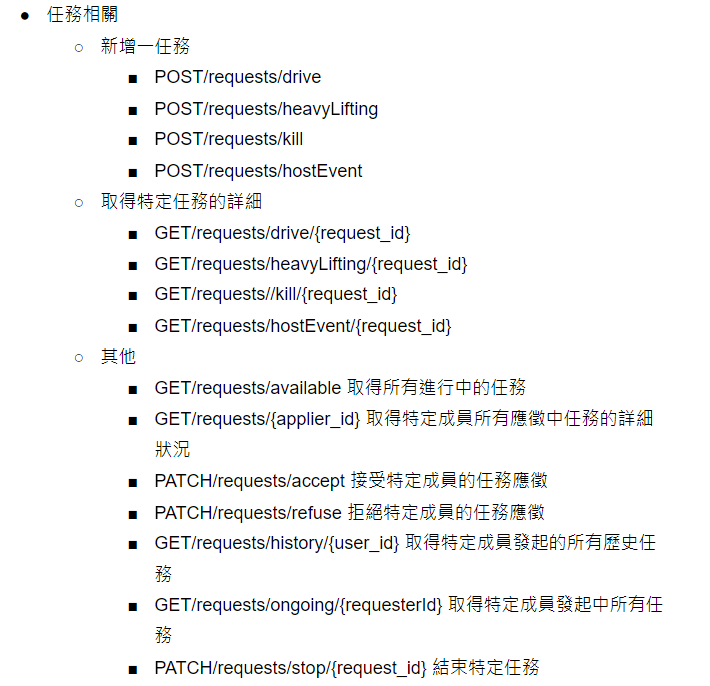 ● 任務相關
○ 新增一任務
■ POST/requests/drive
■ POST/requests/heavyLifting
■ POST/requests/kill
■ POST/requests/hostEvent
○ 取得特定任務的詳細
■ GET/requests/drive/{request_id}
■ GET/requests/heavyLifting/{request_id}
■ GET/requests//kill/{request_id}
■ GET/requests/hostEvent/{request_id}
○ 其他
■ GET/requests/available 取得所有進行中的任務
■ GET/requests/{applier_id} 取得特定成員所有應徵中任務的詳細
狀況
■ PATCH/requests/accept 接受特定成員的任務應徵
■ PATCH/requests/refuse 拒絕特定成員的任務應徵
■ GET/requests/history/{user_id} 取得特定成員發起的所有歷史任
務
■ GET/requests/ongoing/{requesterId} 取得特定成員發起中所有任
務
■ PATCH/requests/stop/{request_id} 結束特定任務